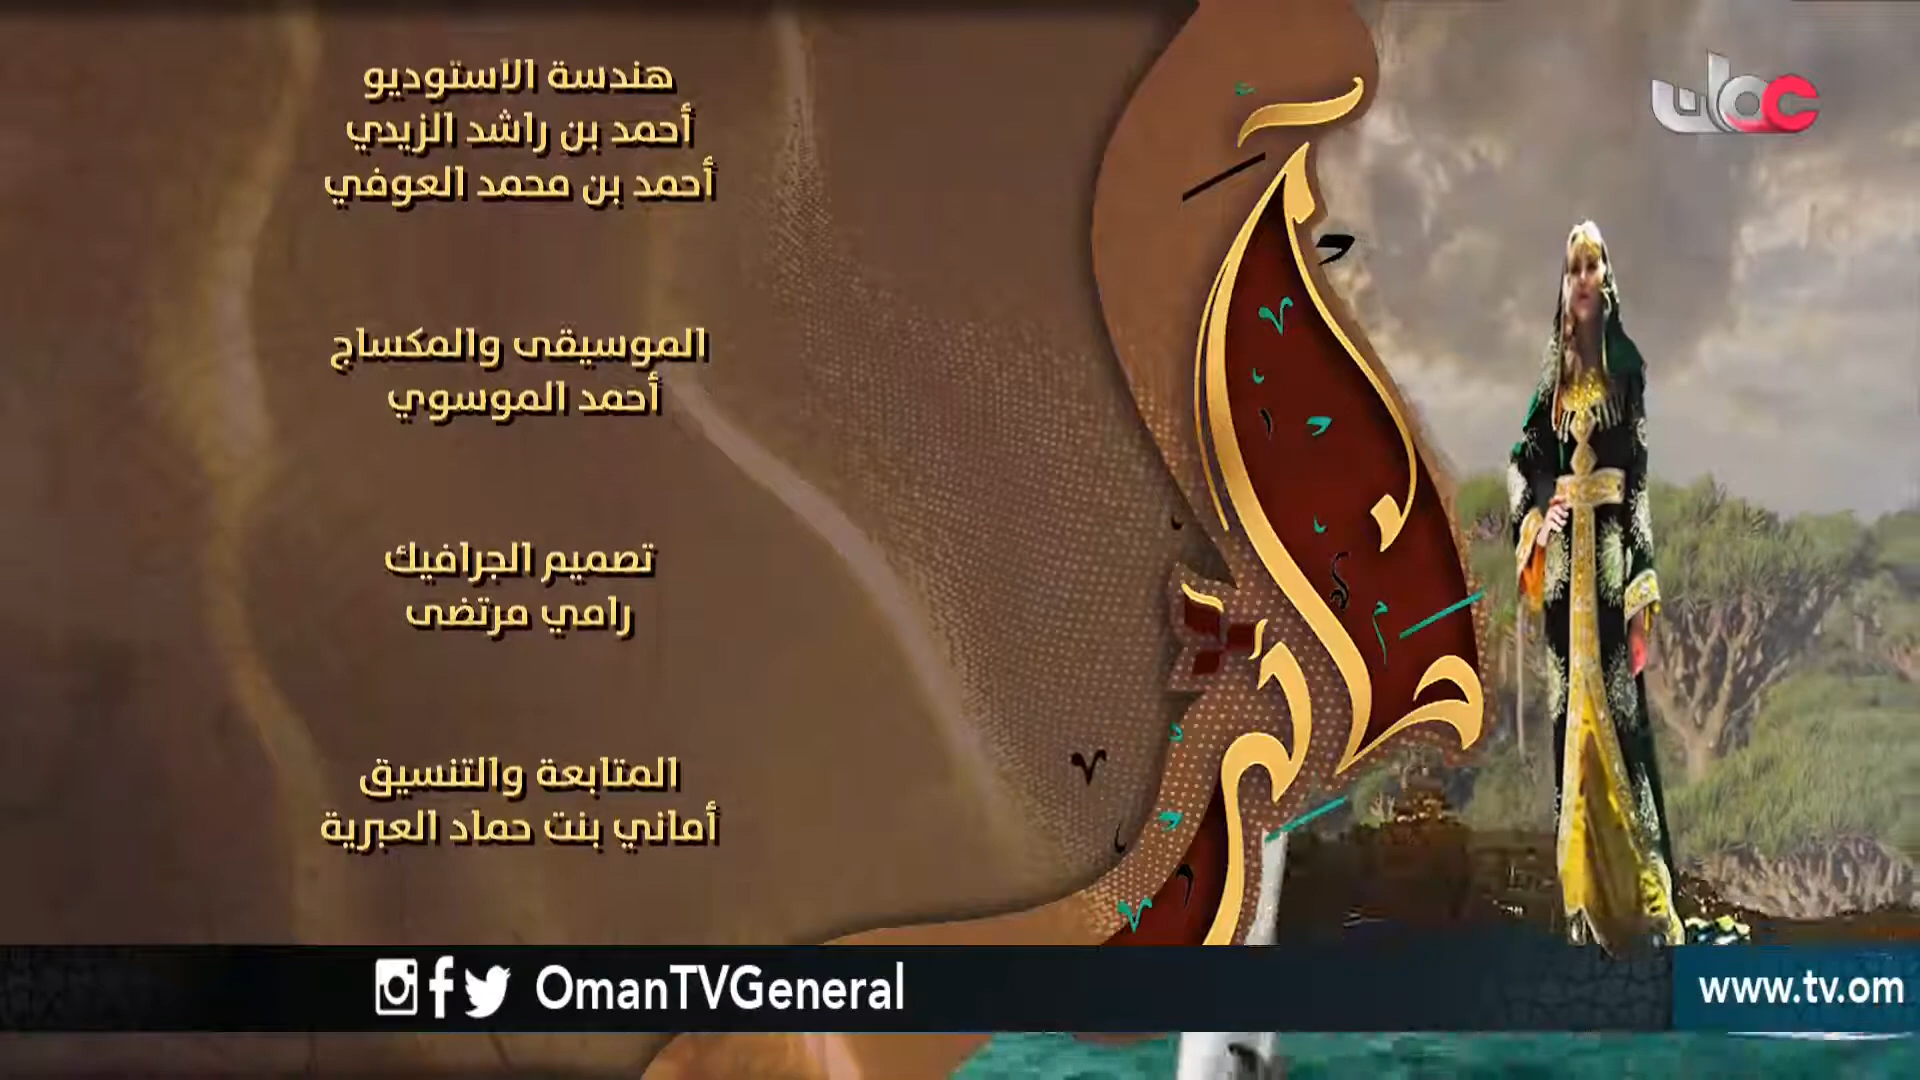 هندسة الاستوديو
أحمد بن راشد الزيدي
أحمد بن محمد العوفي
الموسيقى والمكساج
أحمد الموسوي
تصميم الجرافيك
رامي مرتضى
المتابعة والتنسيق
أماني بنت حماد العبرية
عمان
OmanTVGeneral
www.tv.om